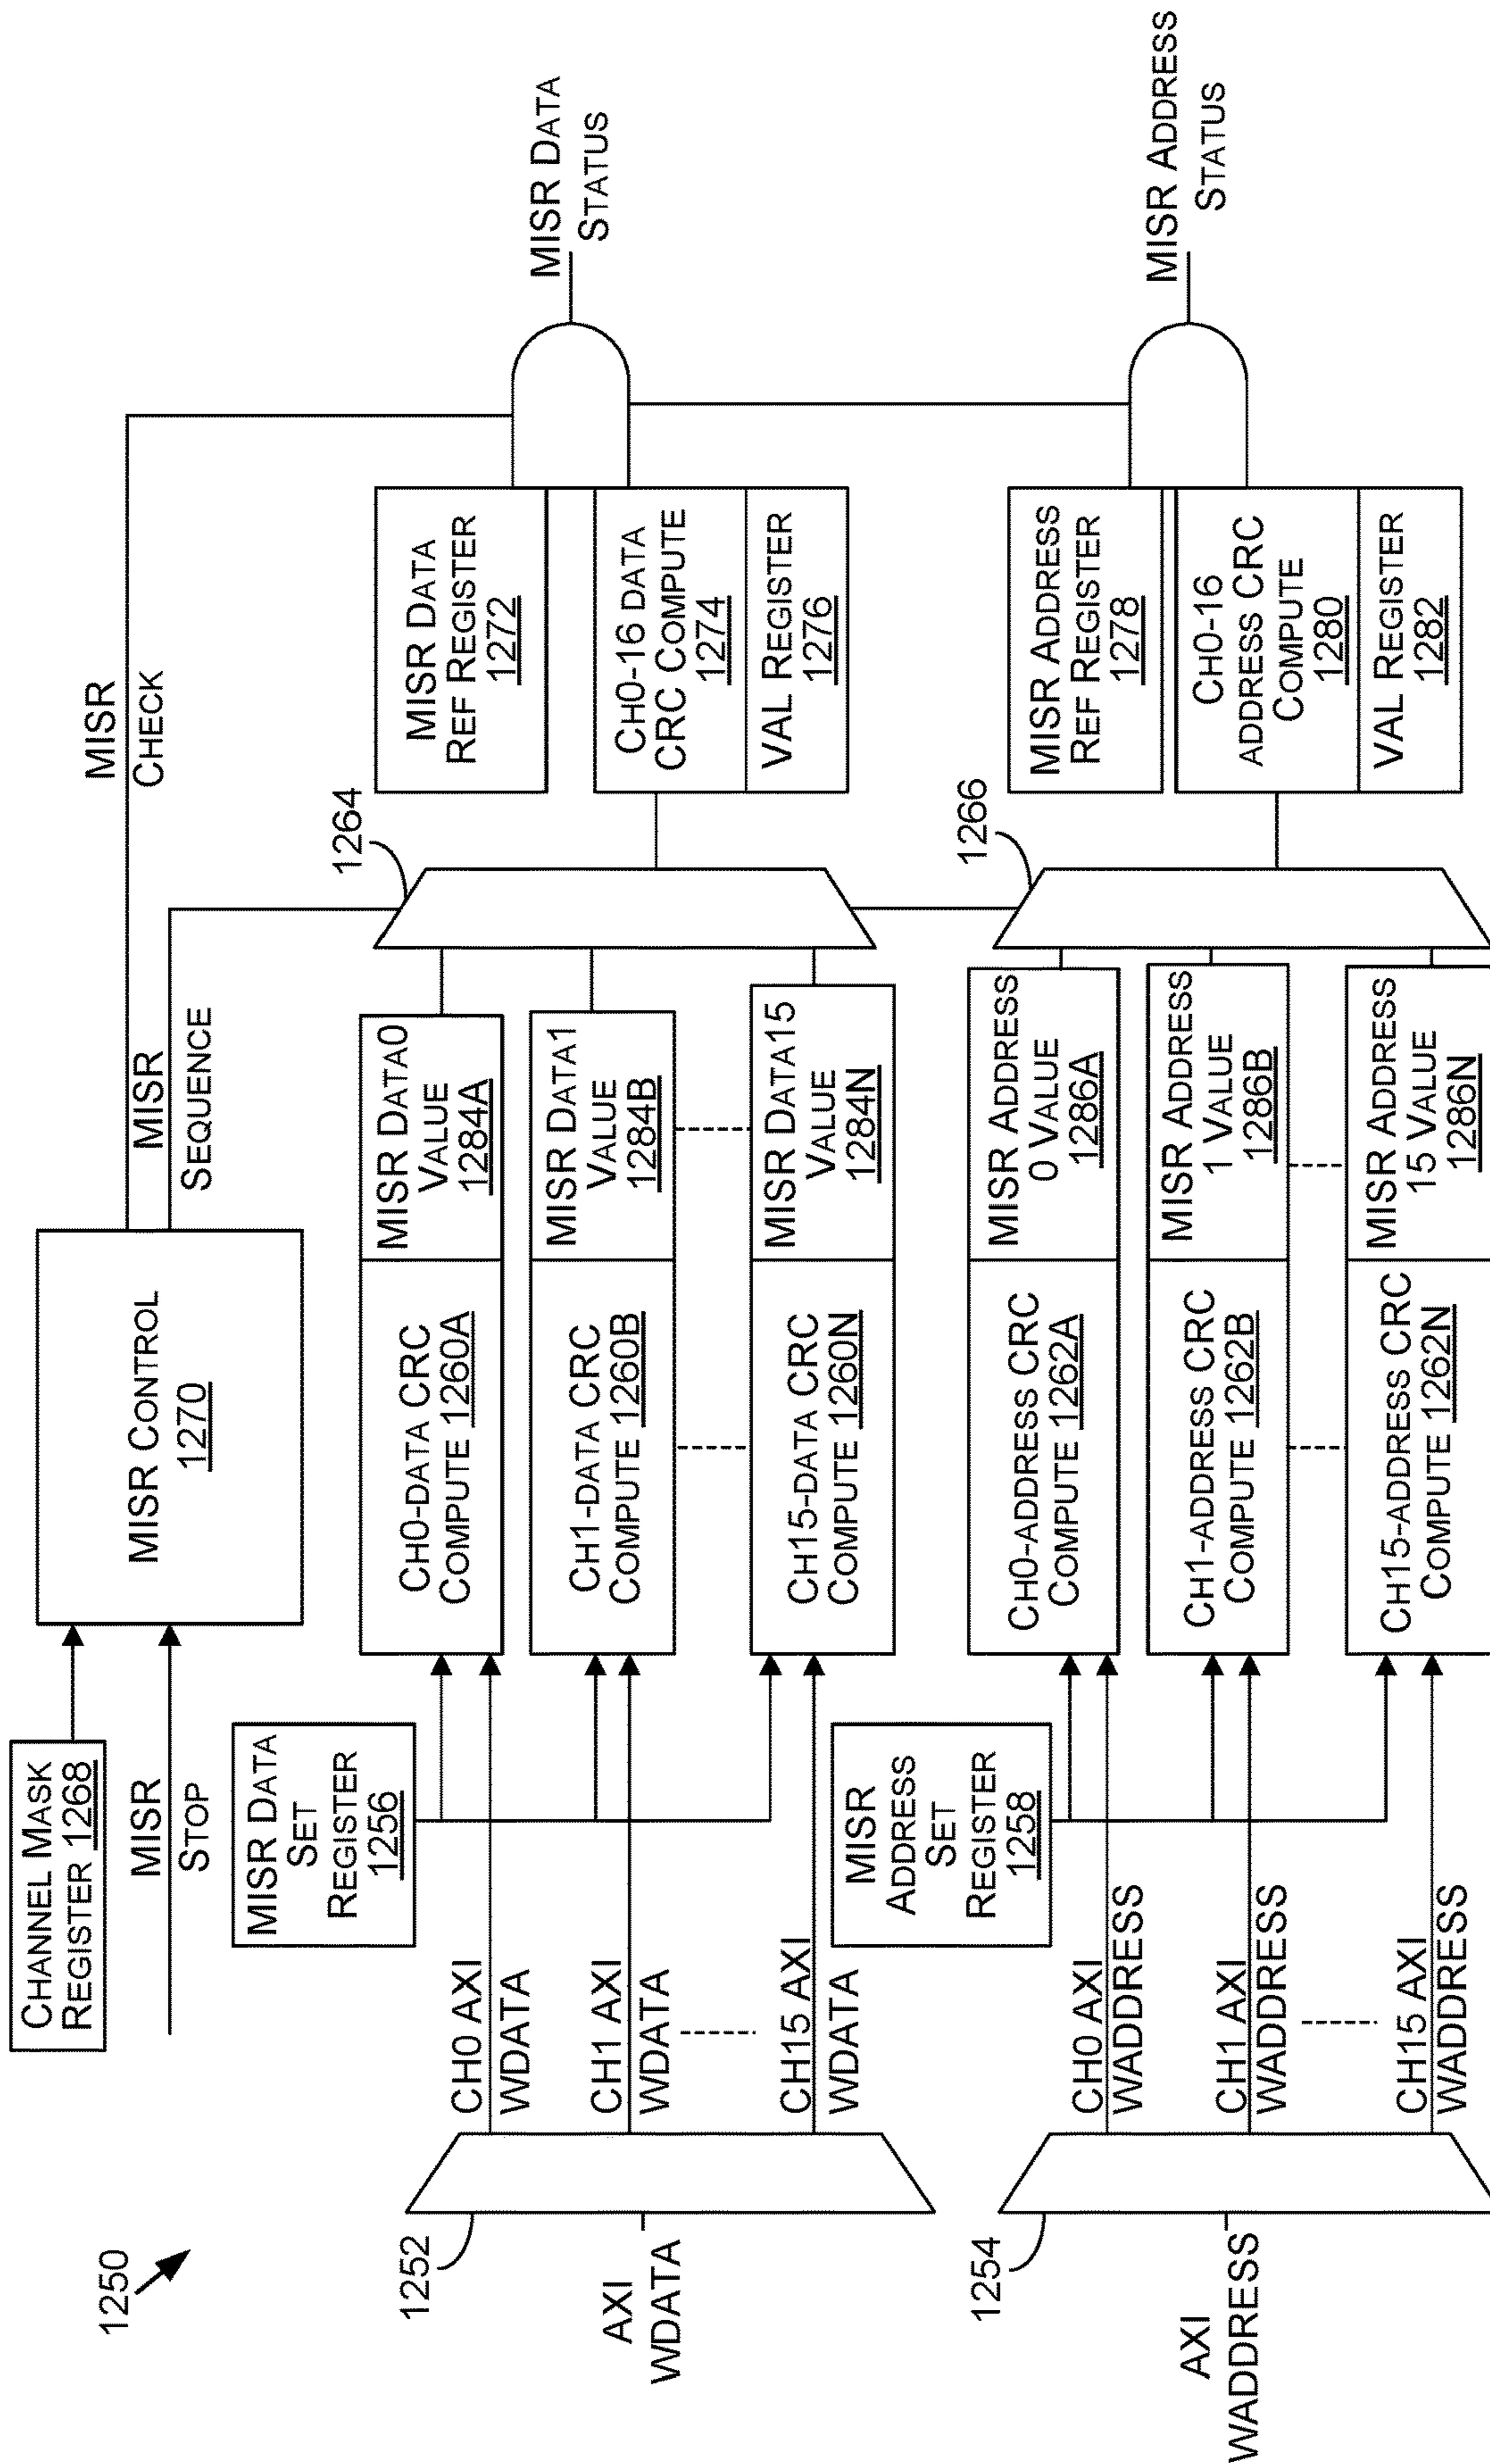 1250
CHANNEL MASK
REGISTER 1268
MISR
STOP
MISR CONTROL
1270
MISR
SEQUENCE
MISR
CHECK
AXI
WDATA
1252
CH0 AXI
WDATA
CH1 AXI
WDATA
CH15 AXI
WDATA
MISR DATA
SET
REGISTER
1256
CH0-DATA CRC
COMPUTE 1260A
MISR DATA0
VALUE
1284A
CH1-DATA CRC
COMPUTE 1260B
MISR DATA1
VALUE
1284B
CH15-DATA CRC
COMPUTE 1260N
MISR DATA15
VALUE
1284N
1264
MISR DATA
REF REGISTER
1272
CH0-16 DATA
CRC COMPUTE
1274
VAL REGISTER
1276
MISR DATA
STATUS
AXI
WADDRESS
1254
CH0 AXI
WADDRESS
CH1 AXI
WADDRESS
CH15 AXI
WADDRESS
MISR
ADDRESS
SET
REGISTER
1258
CH0-ADDRESS CRC
COMPUTE 1262A
MISR ADDRESS
0 VALUE
1286A
CH1-ADDRESS CRC
COMPUTE 1262B
MISR ADDRESS
1 VALUE
1286B
CH15-ADDRESS CRC
COMPUTE 1262N
MISR ADDRESS
15 VALUE
1286N
1266
MISR ADDRESS
REF REGISTER
1278
CH0-16
ADDRESS CRC
COMPUTE
1280
VAL REGISTER
1282
MISR ADDRESS
STATUS